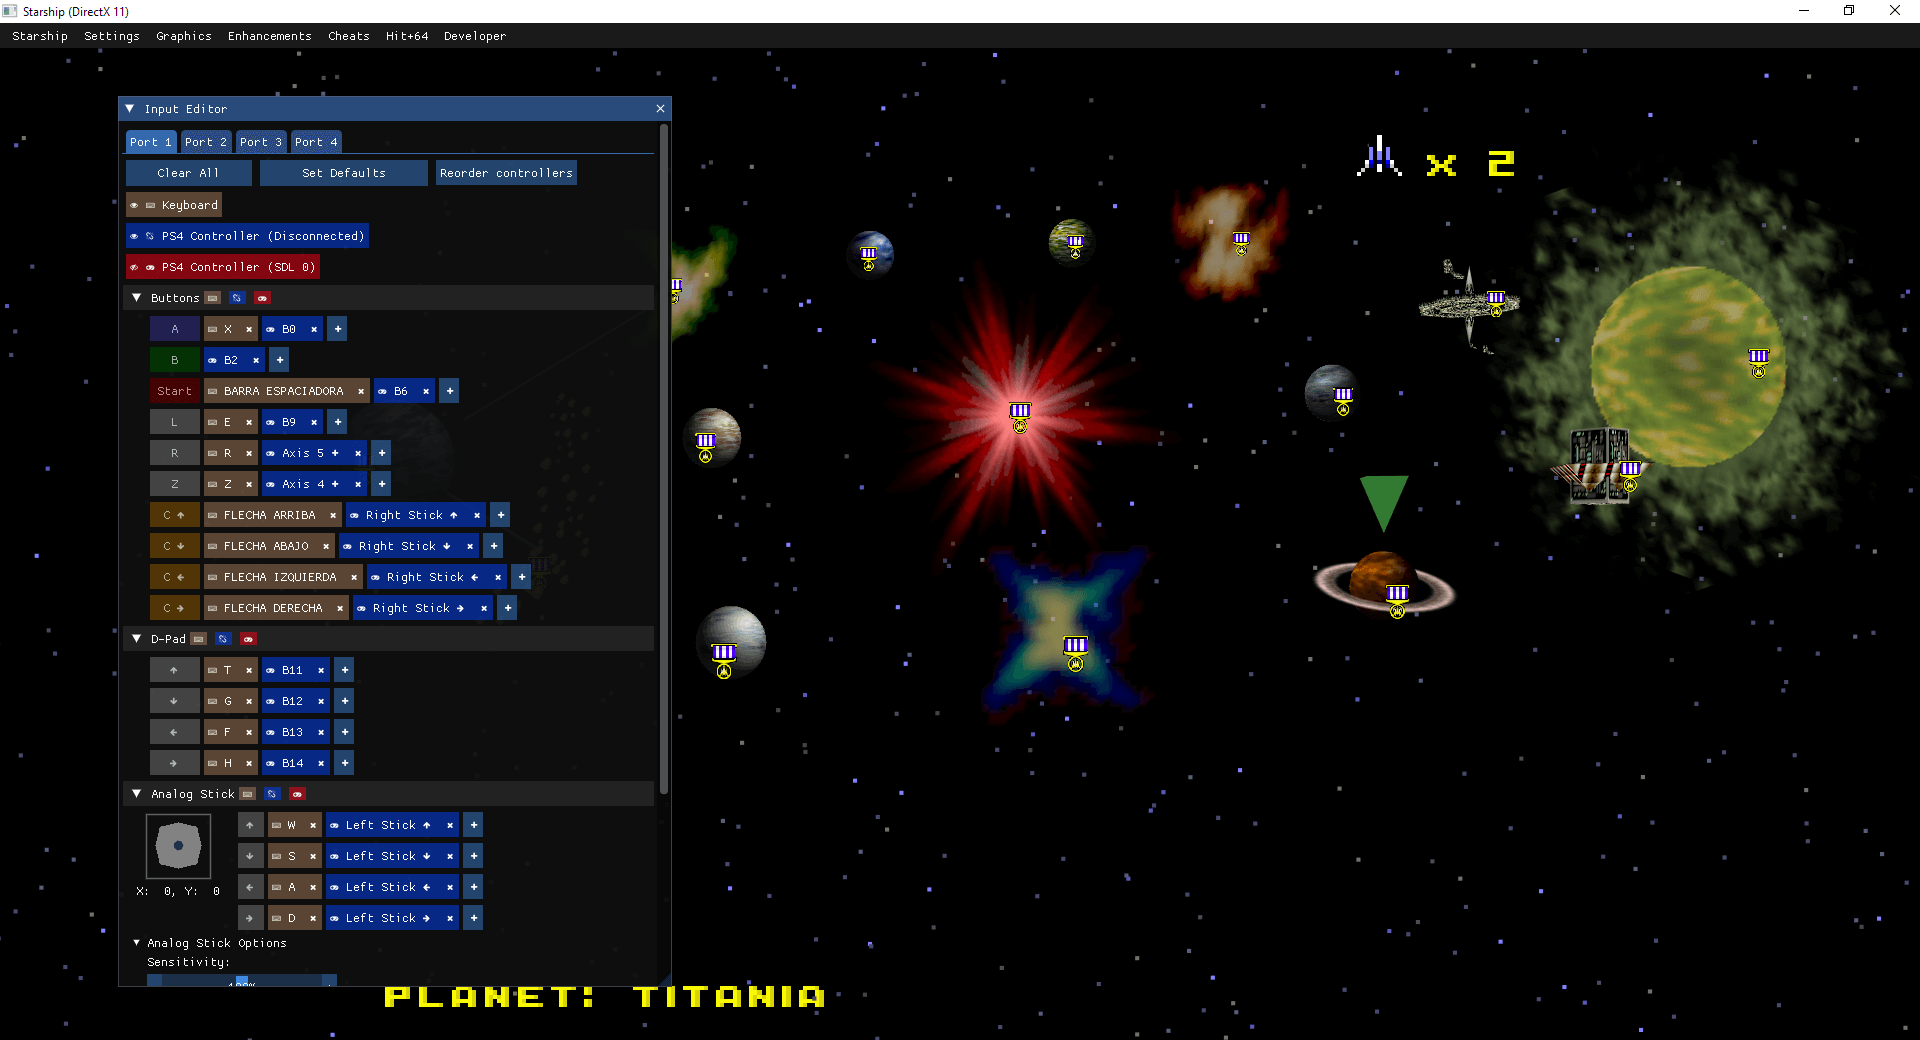 Starship (DirectX 11)
Starship Settings Graphics Enhancements Cheats Hit+64 Developer
Input Editor
Port 1 Port 2 Port 3 Port 4
Clear All Set Defaults Reorder controllers
Keyboard
PS4 Controller (Disconnected)
PS4 Controller (SDL 0)
Buttons
A X B0 +
B B2 +
Start BARRA ESPACIADORA B6 +
L E B9 +
R R Axis 5 + +
Z Z Axis 4 + +
C ↑ FLECHA ARRIBA Right Stick ↑ +
C ↓ FLECHA ABAJO Right Stick ↓ +
C ← FLECHA IZQUIERDA Right Stick ← +
C → FLECHA DERECHA Right Stick → +
D-Pad
↑ T B11 +
↓ G B12 +
← F B13 +
→ H B14 +
Analog Stick
↑ W Left Stick ↑ +
↓ S Left Stick ↓ +
← A Left Stick ← +
→ D Left Stick → +
X: 0, Y: 0
Analog Stick Options
Sensitivity:
x 2
PLANET: TITANIA